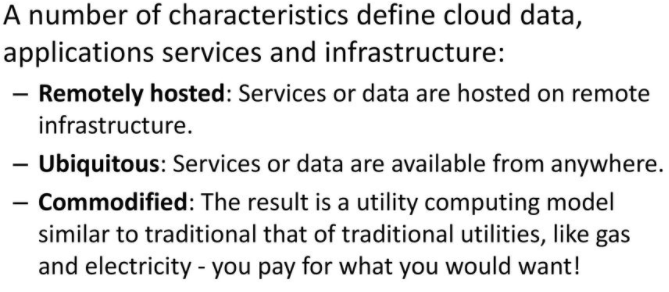 A number of characteristics define cloud data,
applications services and infrastructure:
– Remotely hosted: Services or data are hosted on remote
infrastructure.
– Ubiquitous: Services or data are available from anywhere.
– Commodified: The result is a utility computing model
similar to traditional that of traditional utilities, like gas
and electricity - you pay for what you would want!